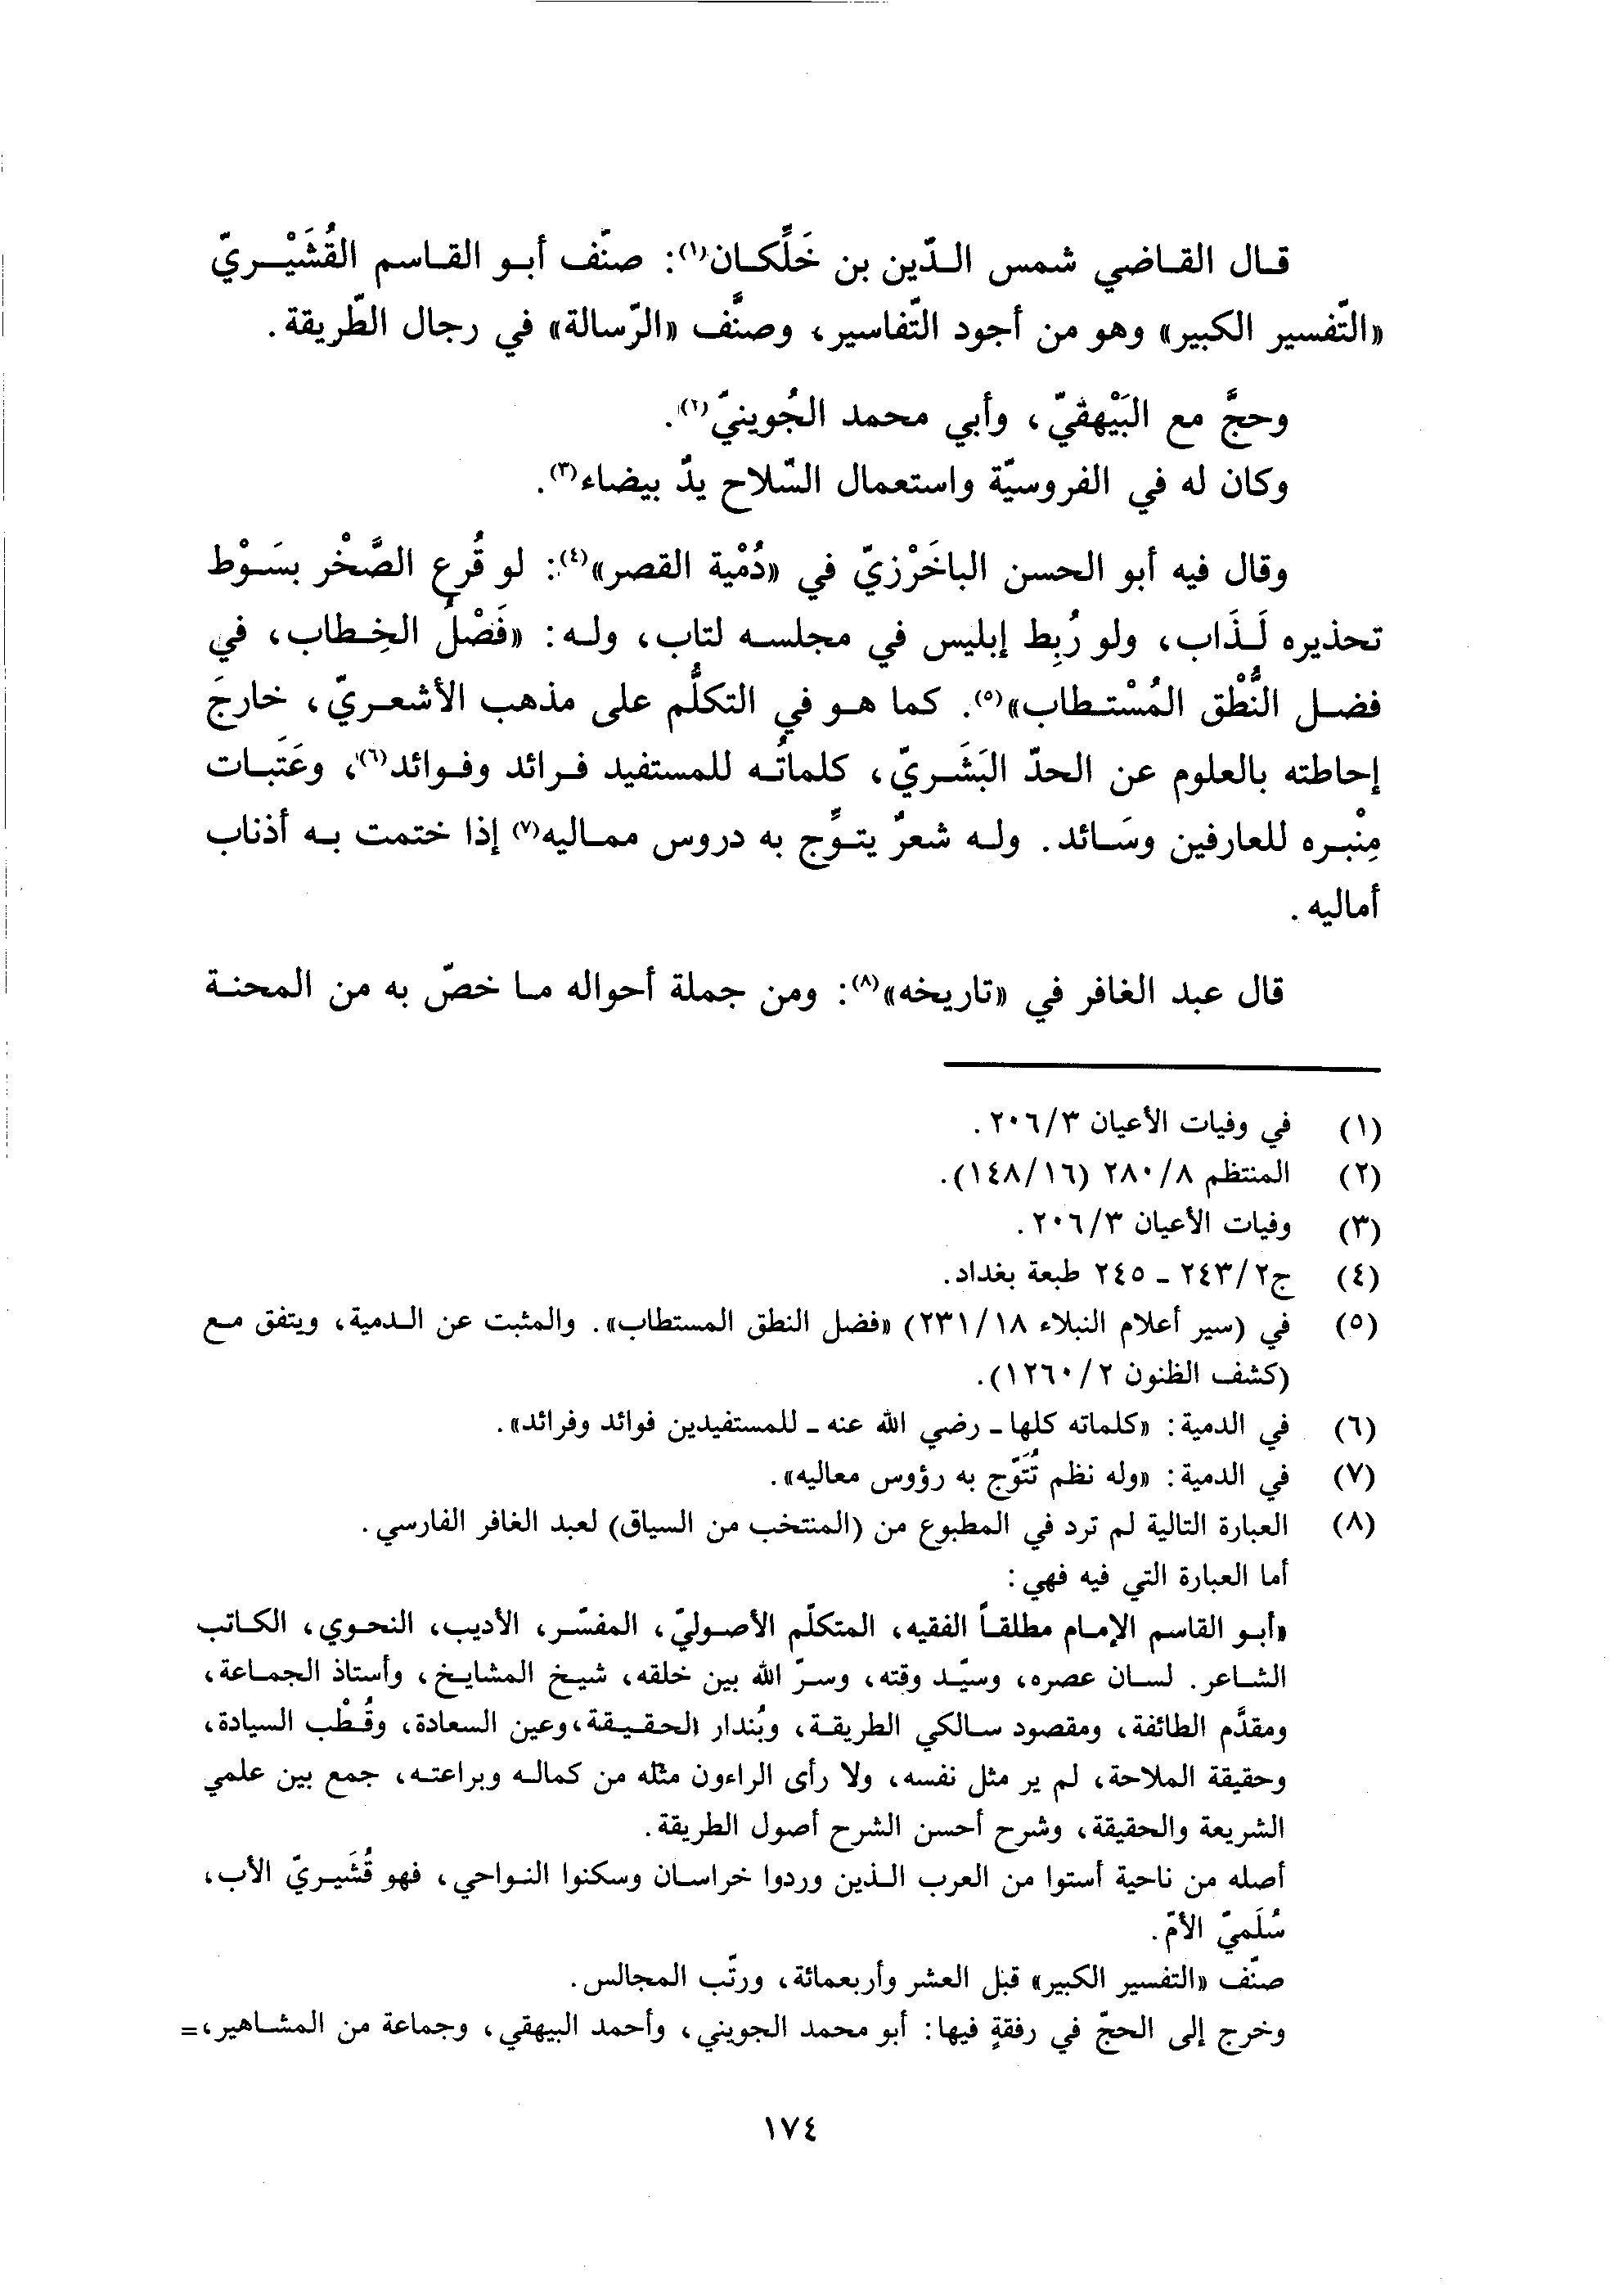 قال القاضي شمس الدّين بن خَلِّكان(١): صنّف أبو القاسم القُشَيْريّ
«التّفسير الكبير» وهو من أجود التّفاسير، وصنَّف «الرّسالة» في رجال الطّريقة.
وحجَّ مع البَيْهقيّ، وأبي محمد الجُوينيّ(٢).
وكان له في الفروسيّة واستعمال السّلاح يدٌ بيضاء(٣).
وقال فيه أبو الحسن الباخَرْزيّ في «دُمْية القصر»(٤): لو قُرِع الصَّخْر بسَوْط
تحذيره لَذَاب، ولو رُبِط إبليس في مجلسه لتاب، وله: «فَصْلُ الخِطاب، في
فضل النُّطْق المُسْتطاب»(٥). كما هو في التكلُّم على مذهب الأشعريّ، خارجَ
إحاطته بالعلوم عن الحدّ البَشَريّ، كلماتُه للمستفيد فرائد وفوائد(٦)، وعَتَبات
مِنْبره للعارفين وسَائد. وله شعرٌ يتوِّج به دروس مماليه(٧) إذا ختمت به أذناب
أماليه.
قال عبد الغافر في «تاريخه»(٨): ومن جملة أحواله ما خصّ به من المحنة
(١) في وفيات الأعيان ٢٠٦/٣.
(٢) المنتظم ٢٨٠/٨ (١٤٨/١٦).
(٣) وفيات الأعيان ٢٠٦/٣.
(٤) ج٢٤٣/٢ ـ ٢٤٥ طبعة بغداد.
(٥) في (سير أعلام النبلاء ٢٣١/١٨) «فضل النطق المستطاب». والمثبت عن الدمية، ويتفق مع
(كشف الظنون ١٢٦٠/٢).
(٦) في الدمية: «كلماته كلها ـ رضي الله عنه ـ للمستفيدين فوائد وفرائد».
(٧) في الدمية: «وله نظم تُتَوَّج به رؤوس معاليه».
(٨) العبارة التالية لم ترد في المطبوع من (المنتخب من السياق) لعبد الغافر الفارسي.
أما العبارة التي فيه فهي:
«أبو القاسم الإمام مطلقاً الفقيه، المتكلّم الأصوليّ، المفسّر، الأديب، النحوي، الكاتب
الشاعر. لسان عصره، وسيّد وقته، وسرّ الله بين خلقه، شيخ المشايخ، وأستاذ الجماعة،
ومقدَّم الطائفة، ومقصود سالكي الطريقة، وبُندار الحقيقة،وعين السعادة، وقُطْب السيادة،
وحقيقة الملاحة، لم ير مثل نفسه، ولا رأى الراءون مثله من كماله وبراعته، جمع بين علمي
الشريعة والحقيقة، وشرح أحسن الشرح أصول الطريقة.
أصله من ناحية أستوا من العرب الذين وردوا خراسان وسكنوا النواحي، فهو قُشَيريّ الأب،
سُلَميّ الأمّ.
صنّف «التفسير الكبير» قبل العشر وأربعمائة، ورتّب المجالس.
وخرج إلى الحجّ في رفقةٍ فيها: أبو محمد الجويني، وأحمد البيهقي، وجماعة من المشاهير،=
١٧٤